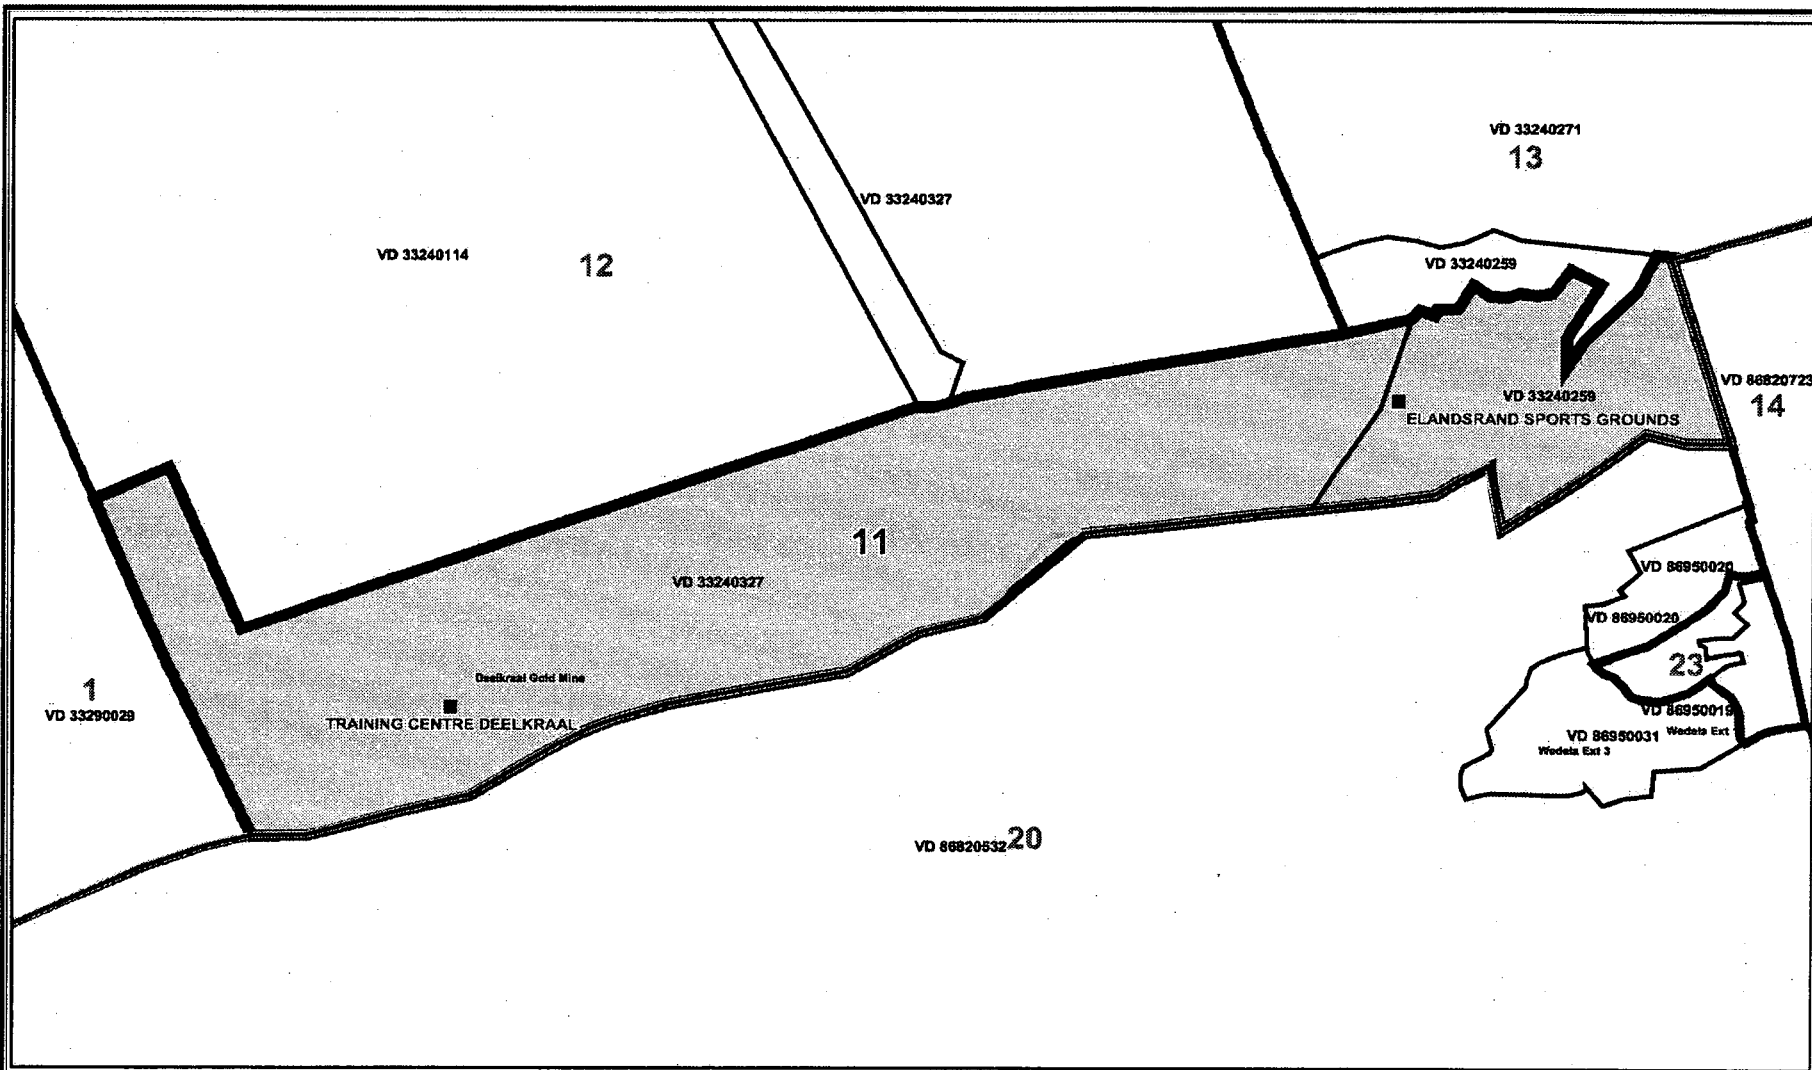 VD 33240271
13
VD 33240327
VD 33240114
12
VD 33240259
VD 86820723
14
VD 33240259
ELANDSRAND SPORTS GROUNDS
11
VD 33240327
VD 86950020
VD 86950020
23
Deelkraal Gold Mine
1
VD 33290029
TRAINING CENTRE DEELKRAAL
VD 86950019
Wedela Ext
VD 86950031
Wedela Ext 3
VD 86820532
20